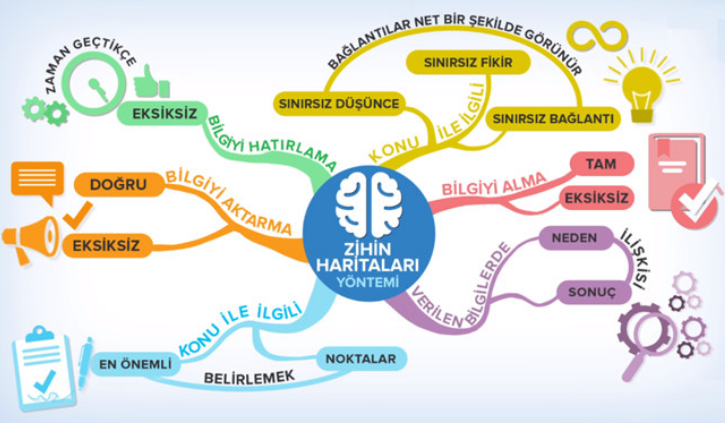 ZAMAN GEÇTİKÇE
EKSİKSİZ
BİLGİYİ HATIRLAMA
BAĞLANTILAR NET BİR ŞEKİLDE GÖRÜNÜR
SINIRSIZ FİKİR
SINIRSIZ DÜŞÜNCE
SINIRSIZ BAĞLANTI
KONU İLE İLGİLİ
DOĞRU
BİLGİYİ AKTARMA
EKSİKSİZ
BİLGİYİ ALMA
TAM
EKSİKSİZ
ZİHİN
HARİTALARI
YÖNTEMİ
VERİLEN BİLGİLERDE
NEDEN
SONUÇ
İLİŞKİSİ
KONU İLE İLGİLİ
EN ÖNEMLİ
NOKTALAR
BELİRLEMEK